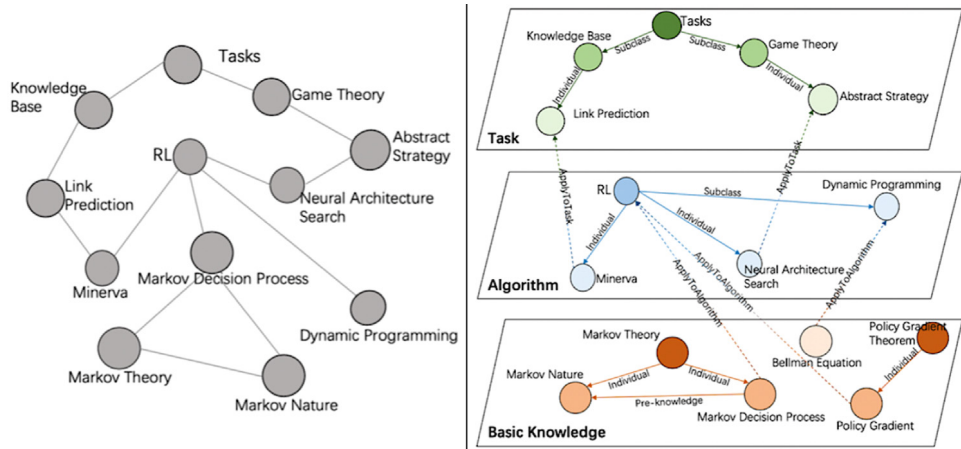 Tasks
Knowledge
Base
Game Theory
Abstract
Strategy
RL
Link
Prediction
Neural Architecture
Search
Minerva
Markov Decision Process
Dynamic Programming
Markov Theory
Markov Nature
Tasks
Knowledge Base
Subclass
Subclass
Game Theory
Individual
Individual
Link Prediction
Abstract Strategy
Task
ApplyToTask
ApplyToTask
RL
Subclass
Dynamic Programming
Individual
Individual
Minerva
Neural Architecture
Search
Algorithm
ApplyToAlgorithm
ApplyToAlgorithm
ApplyToAlgorithm
Markov Theory
Policy Gradient
Theorem
Bellman Equation
Markov Nature
Individual
Individual
Individual
Pre-knowledge
Markov Decision Process
Policy Gradient
Basic Knowledge